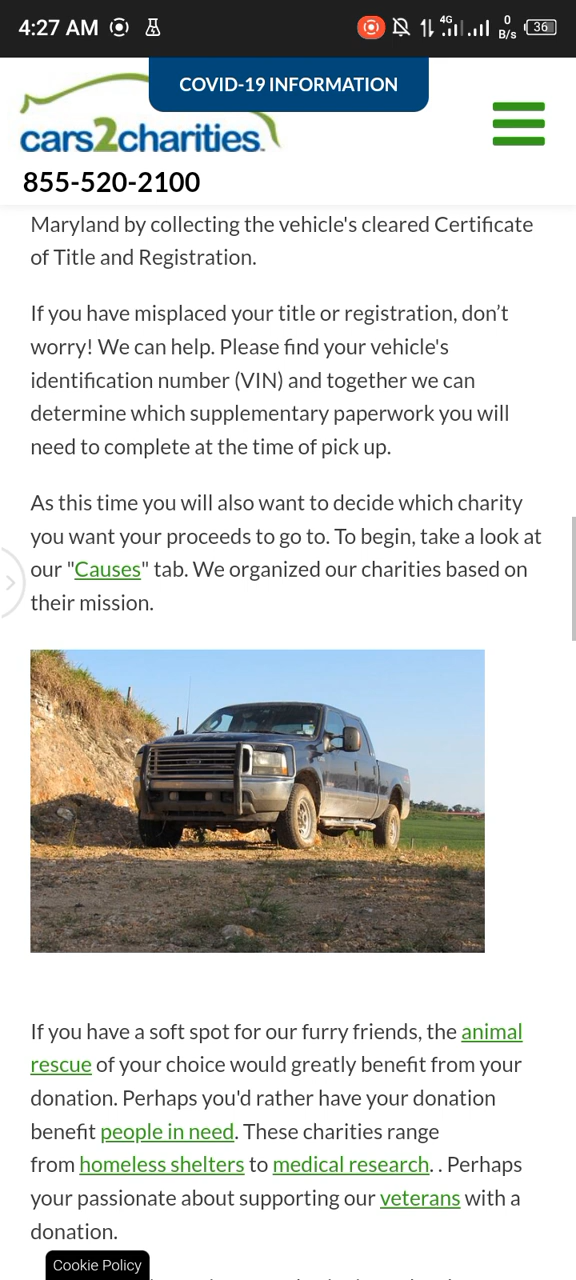 4:27 AM 4G 0 B/s 36
COVID-19 INFORMATION
cars2charities.
855-520-2100
Maryland by collecting the vehicle's cleared Certificate
of Title and Registration.
If you have misplaced your title or registration, don’t
worry! We can help. Please find your vehicle's
identification number (VIN) and together we can
determine which supplementary paperwork you will
need to complete at the time of pick up.
As this time you will also want to decide which charity
you want your proceeds to go to. To begin, take a look at
our "Causes" tab. We organized our charities based on
their mission.
If you have a soft spot for our furry friends, the animal
rescue of your choice would greatly benefit from your
donation. Perhaps you'd rather have your donation
benefit people in need. These charities range
from homeless shelters to medical research. . Perhaps
your passionate about supporting our veterans with a
donation.
Cookie Policy